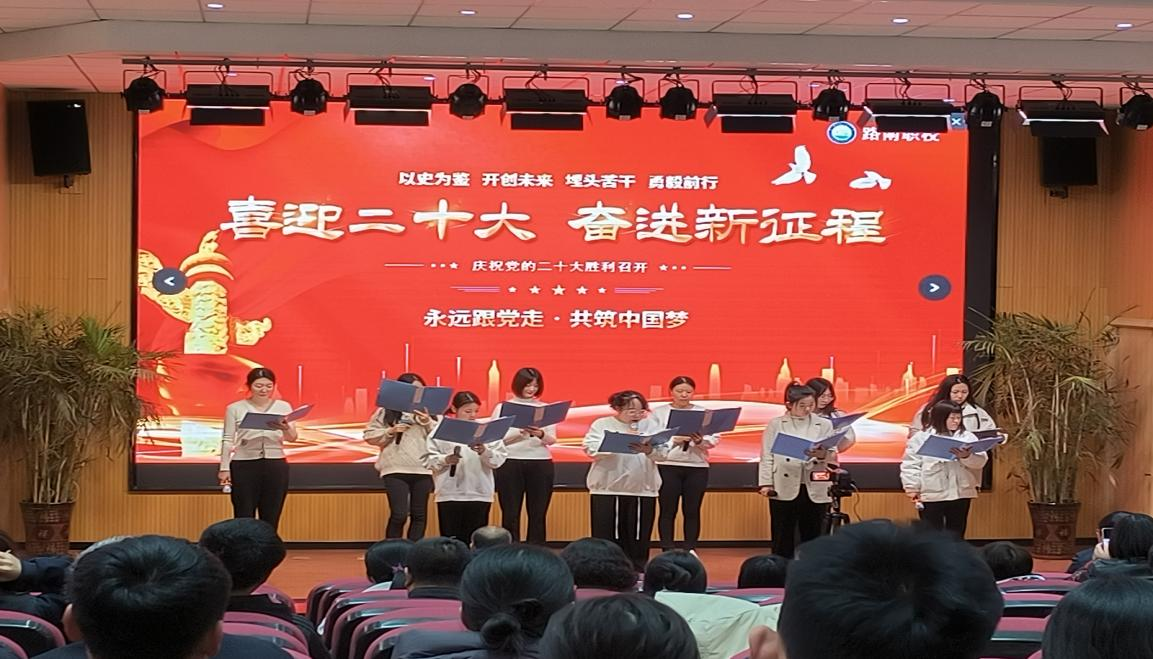 路南职校
以史为鉴 开创未来 埋头苦干 勇毅前行
喜迎二十大 奋进新征程
庆祝党的二十大胜利召开
永远跟党走·共筑中国梦